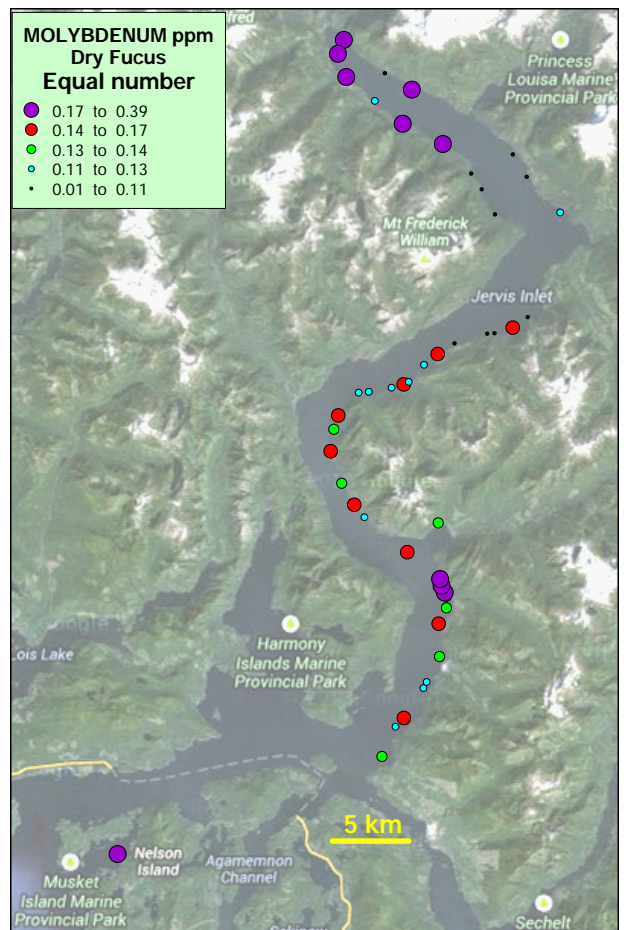 MOLYBDENUM ppm
Dry Fucus
Equal number
0.17 to 0.39
0.14 to 0.17
0.13 to 0.14
0.11 to 0.13
0.01 to 0.11
Princess
Louisa Marine
Provincial Park
Mt Frederick
William
Jervis Inlet
Harmony
Islands Marine
Provincial Park
Lois Lake
5 km
Nelson
Island
Agamemnon
Channel
Musket
Island Marine
Provincial Park
Sechelt